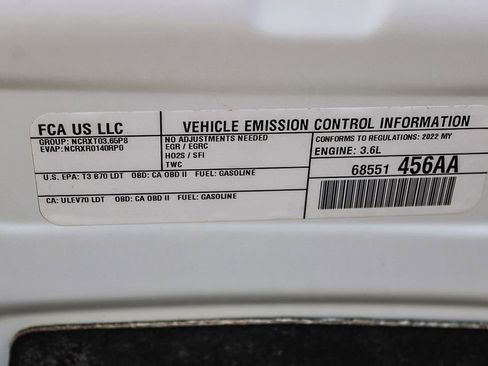 FCA US LLC
VEHICLE EMISSION CONTROL INFORMATION
GROUP: NCRXT03.65P8
EVAP: NCRXR0140RP0
NO ADJUSTMENTS NEEDED
EGR / EGRC
HO2S / SFI
TWC
CONFORMS TO REGULATIONS: 2022 MY
ENGINE: 3.6L
U.S. EPA: T3 B70 LDT OBD: CA OBD II FUEL: GASOLINE
68551 456AA
CA: ULEV70 LDT OBD: CA OBD II FUEL: GASOLINE